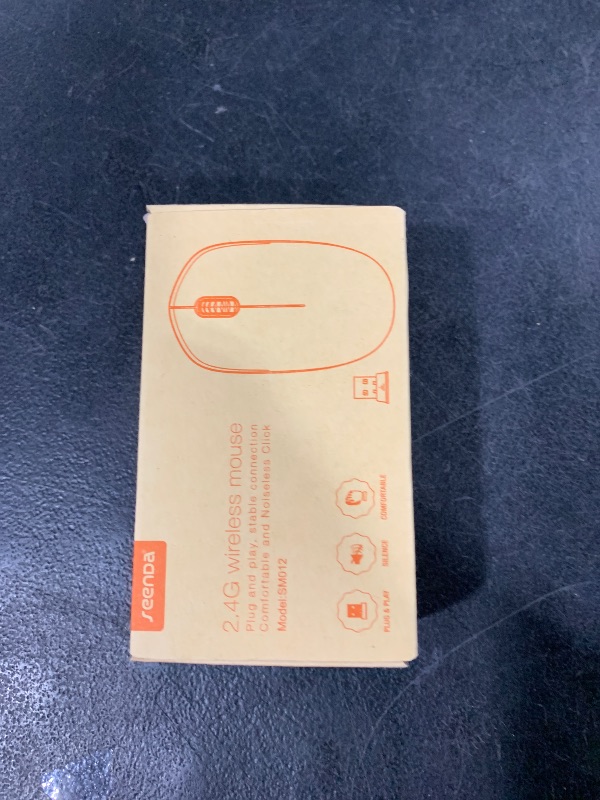 seenda
2.4G wireless mouse
Plug and play, stable connection
Comfortable and Noiseless Click
Model:SM012
PLUG & PLAY
SILENCE
COMFORTABLE